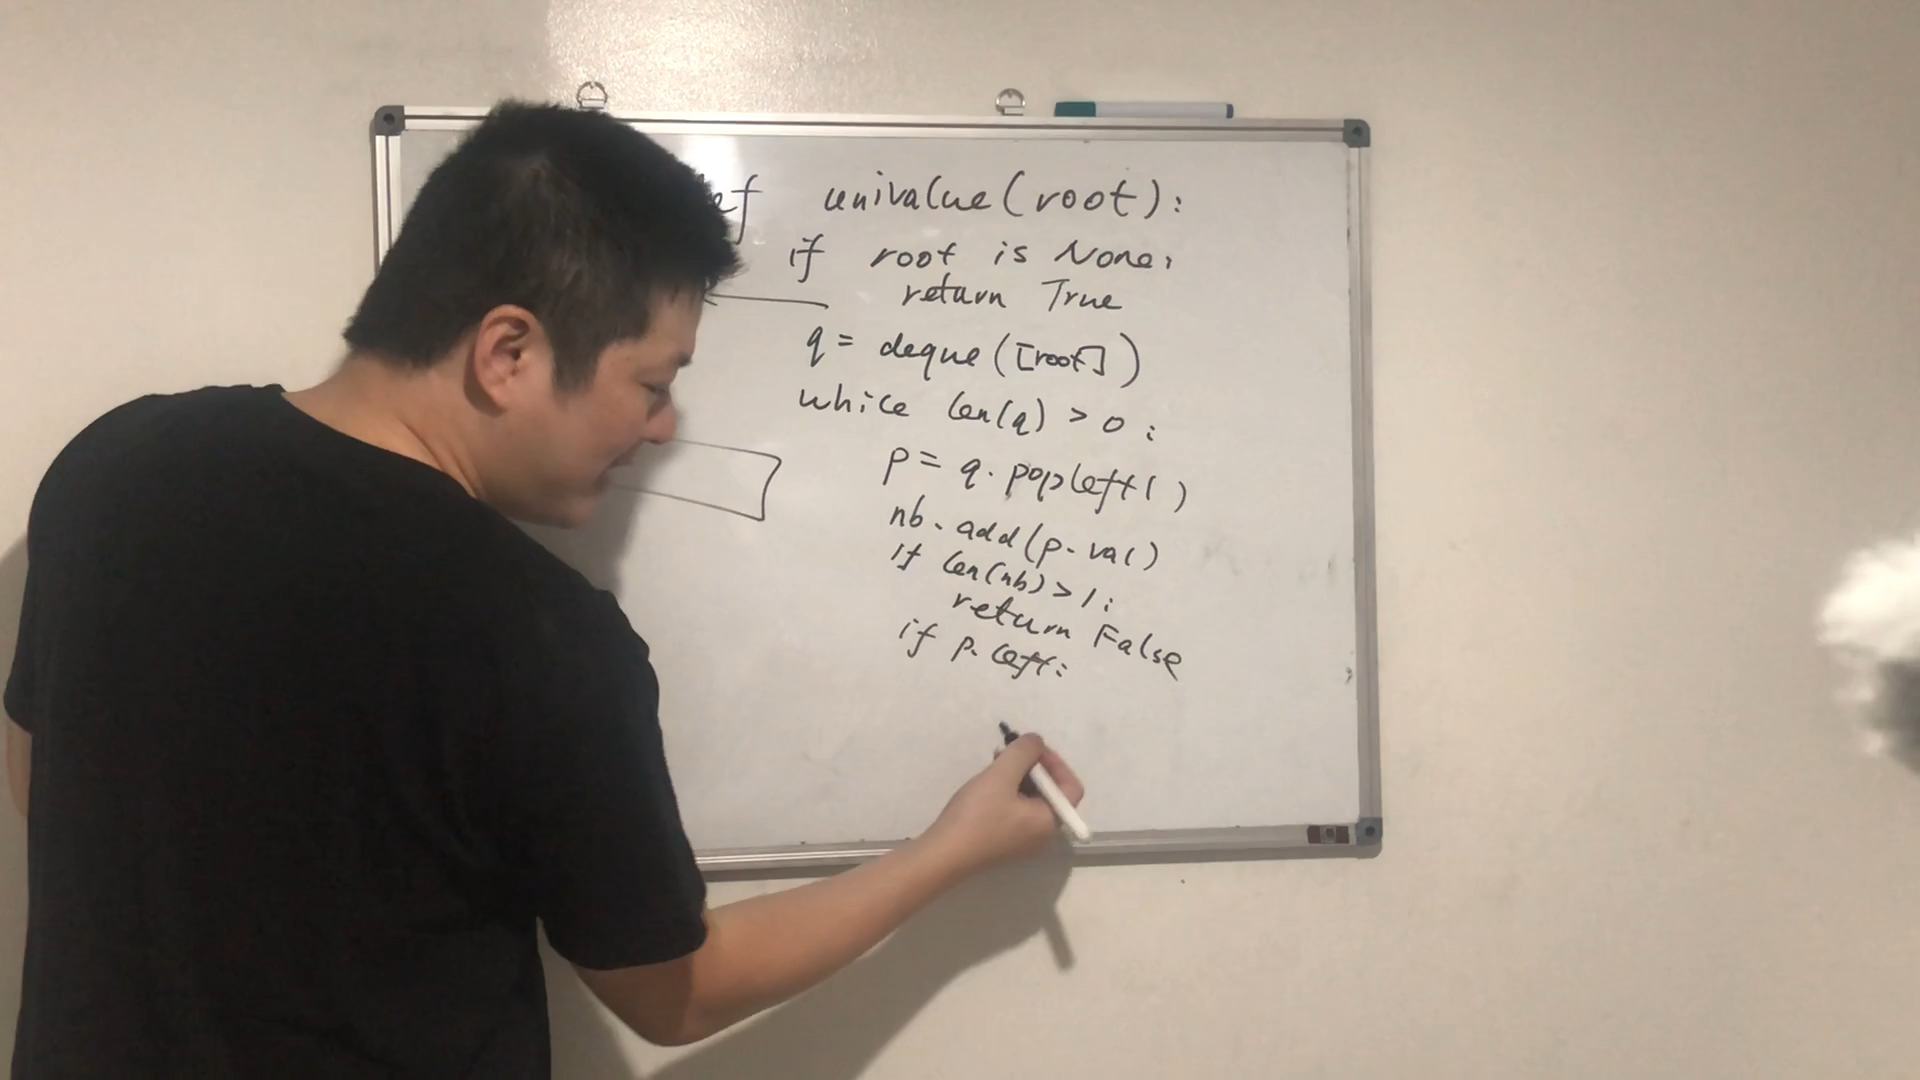 ef univalue(root):
if root is None:
return True
q = deque([root])
while len(q) > 0:
p = q.popleft()
nb.add(p.val)
if len(nb) > 1:
return False
if p.left: